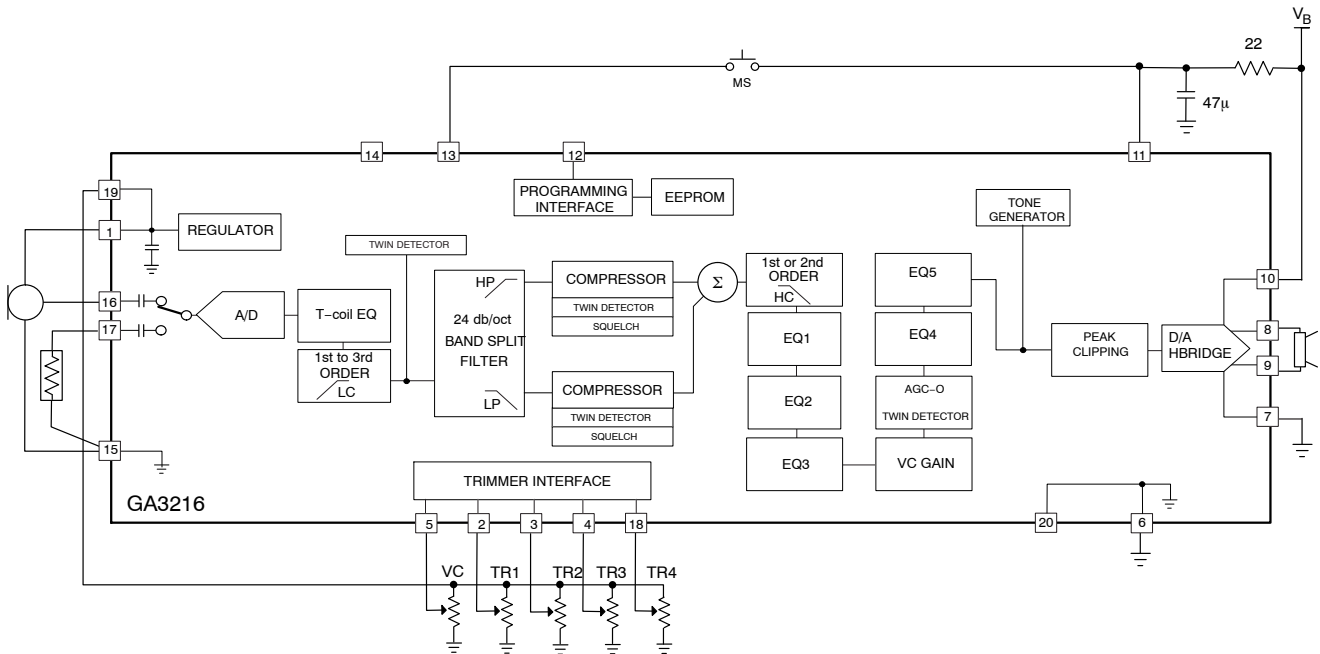 VB
22
MS
47µ
14
13
12
11
19
PROGRAMMING
INTERFACE
EEPROM
TONE
GENERATOR
1
REGULATOR
TWIN DETECTOR
16
17
A/D
T−coil EQ
1st to 3rd
ORDER
LC
HP
24 db/oct
BAND SPLIT
FILTER
LP
COMPRESSOR
TWIN DETECTOR
SQUELCH
COMPRESSOR
TWIN DETECTOR
SQUELCH
Σ
1st or 2nd
ORDER
HC
EQ1
EQ2
EQ3
EQ5
EQ4
AGC−O
TWIN DETECTOR
VC GAIN
PEAK
CLIPPING
D/A
HBRIDGE
10
8
9
7
15
GA3216
TRIMMER INTERFACE
5
2
3
4
18
20
6
VC
TR1
TR2
TR3
TR4